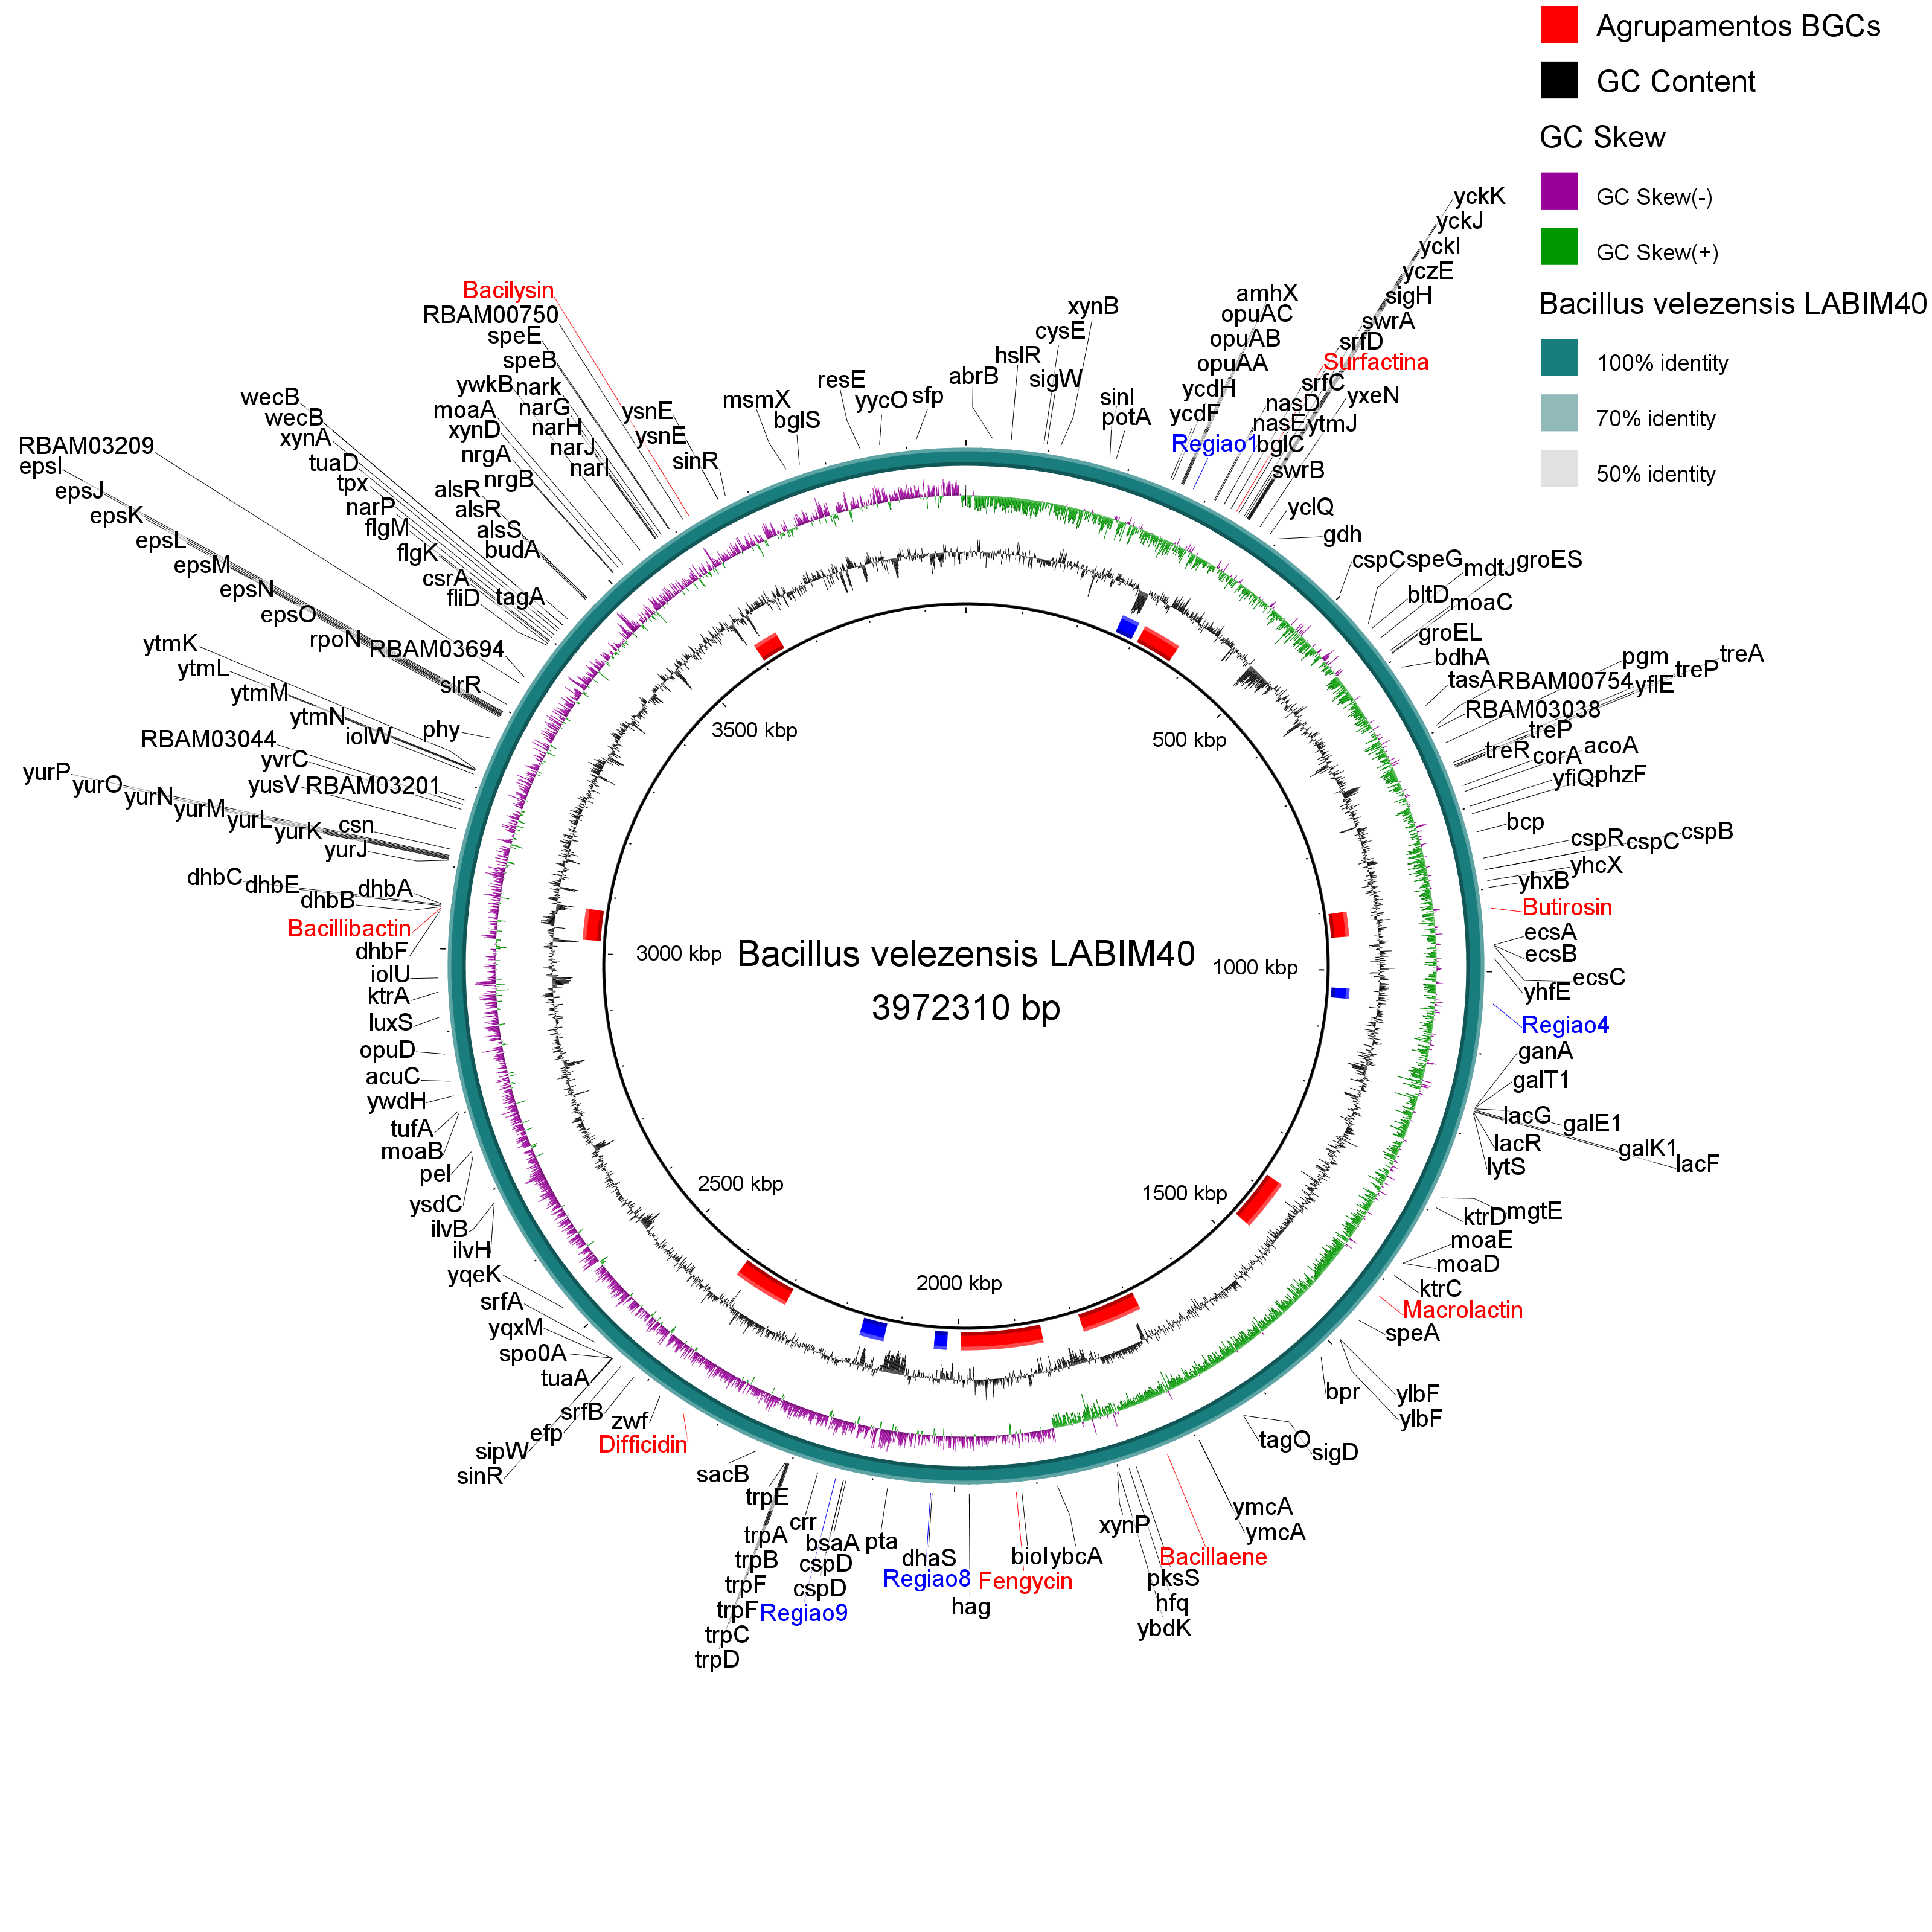 Agrupamentos BGCs
GC Content
GC Skew
GC Skew(-)
GC Skew(+)
Bacillus velezensis LABIM40
100% identity
70% identity
50% identity
Bacillus velezensis LABIM40
3972310 bp
500 kbp
1000 kbp
1500 kbp
2000 kbp
2500 kbp
3000 kbp
3500 kbp
abrB
hslR
cysE
sigW
xynB
sinI
potA
amhX
opuAC
opuAB
opuAA
ycdH
ycdF
Regiao1
yckK
yckJ
yckI
yczE
sigH
swrA
srfD
Surfactina
srfC
nasD
nasE
bglC
yxeN
ytmJ
swrB
yclQ
gdh
cspC
speG
mdtJ
groES
bltD
moaC
groEL
bdhA
tasA
RBAM00754
pgm
treP
treA
yflE
RBAM03038
treP
treR
corA
acoA
yfiQ
phzF
bcp
cspR
cspC
cspB
yhcX
yhxB
Butirosin
ecsA
ecsB
ecsC
yhfE
Regiao4
ganA
galT1
lacG
galE1
galK1
lacF
lacR
lytS
mgtE
ktrD
moaE
moaD
ktrC
Macrolactin
speA
ylbF
ylbF
bpr
tagO
sigD
ymcA
ymcA
xynP
Bacillaene
pksS
hfq
ybdK
bioI
ybcA
Fengycin
hag
dhaS
Regiao8
pta
bsaA
cspD
cspD
Regiao9
crr
trpE
trpA
trpB
trpF
trpF
trpC
trpD
sacB
Difficidin
zwf
srfB
efp
sipW
sinR
tuaA
spo0A
yqxM
srfA
yqeK
ilvH
ilvB
ysdC
pel
moaB
tufA
ywdH
acuC
opuD
luxS
ktrA
iolU
dhbF
Bacillibactin
dhbB
dhbE
dhbC
dhbA
yurJ
yurK
yurL
yurM
yurN
yurO
yurP
csn
yusV
RBAM03201
yvrC
RBAM03044
iolW
ytmN
ytmM
ytmL
ytmK
phy
slrR
RBAM03694
rpoN
epsO
epsN
epsM
epsL
epsK
epsJ
epsI
RBAM03209
tagA
fliD
csrA
flgK
flgM
narP
tpx
tuaD
xynA
wecB
wecB
budA
alsS
alsR
alsR
nrgB
nrgA
xynD
moaA
ywkB
narI
narJ
narH
narG
nark
speB
speE
RBAM00750
Bacilysin
ysnE
ysnE
sinR
msmX
bglS
resE
yycO
sfp